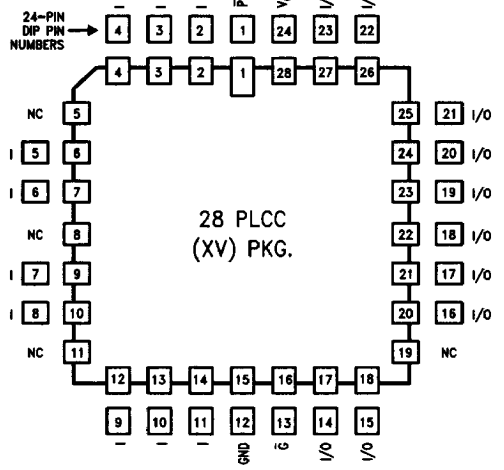 24-PIN
DIP PIN
NUMBERS
4 3 2 1 24 23 22
4 3 2 1 28 27 26
NC 5 25 21 I/O
I 5 6 24 20 I/O
I 6 7 23 19 I/O
28 PLCC
NC 8 22 18 I/O
(XV) PKG.
I 7 9 21 17 I/O
I 8 10 20 16 I/O
NC 11 19 NC
12 13 14 15 16 17 18
9 10 11 12 13 14 15
I I I GND I/O I/O